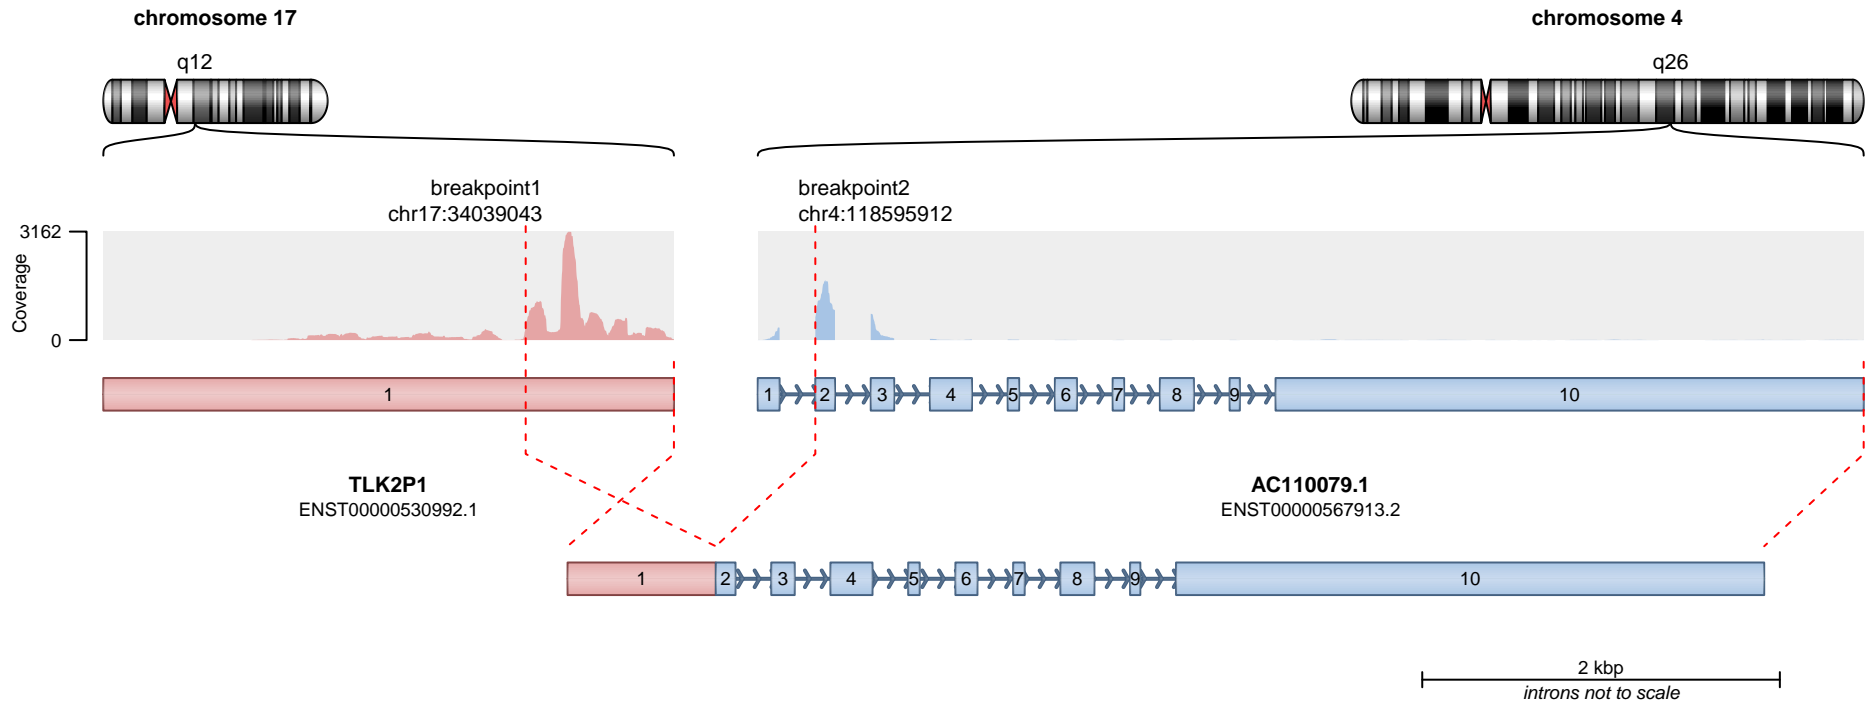 chromosome 17
chromosome 4
q12
q26
breakpoint1
chr17:34039043
breakpoint2
chr4:118595912
3162
0
Coverage
1
1 2 3 4 5 6 7 8 9 10
TLK2P1
ENST00000530992.1
AC110079.1
ENST00000567913.2
1 2 3 4 5 6 7 8 9 10
2 kbp
introns not to scale